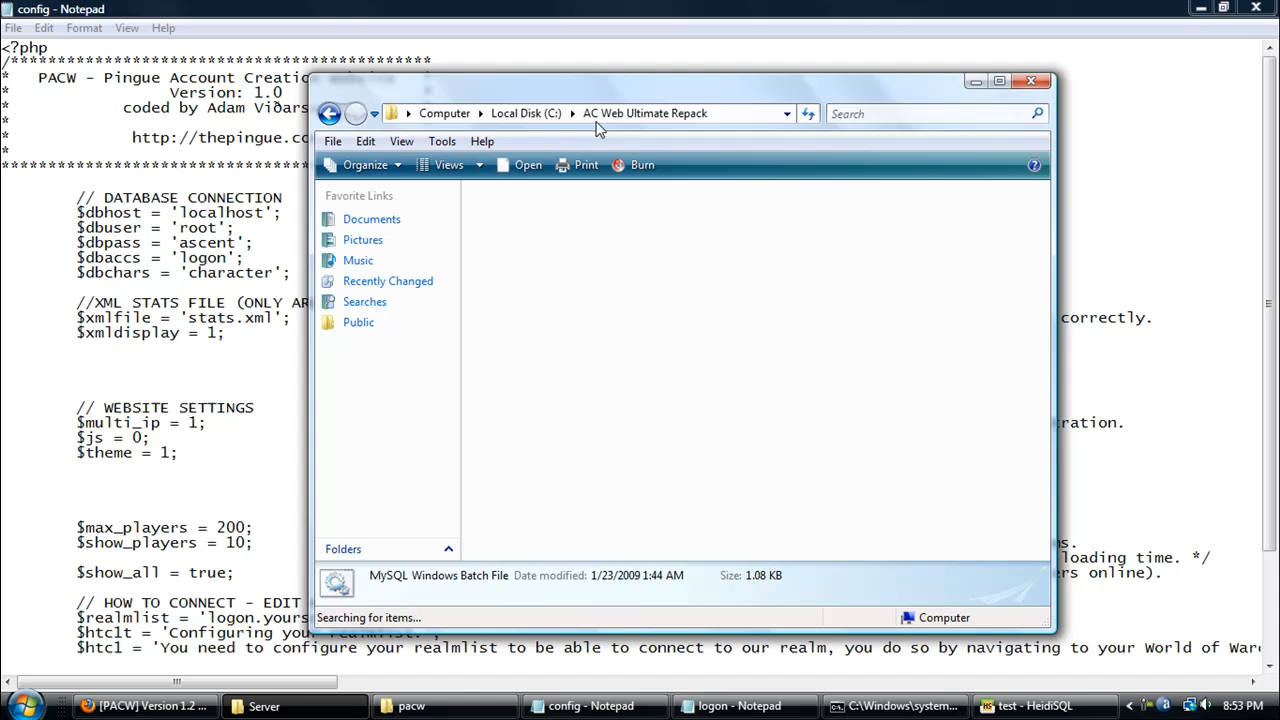 config - Notepad
File Edit Format View Help
<?php
/*********************************************
* PACW - Pingue Account Creation
* Version: 1.0
* coded by Adam Vidars
*
* http://thepingue.co
*
**********************************
// DATABASE CONNECTION
$dbhost = 'localhost';
$dbuser = 'root';
$dbpass = 'ascent';
$dbaccs = 'logon';
$dbchars = 'character';
//XML STATS FILE (ONLY AR
$xmlfile = 'stats.xml'; correctly.
$xmldisplay = 1;
// WEBSITE SETTINGS
$multi_ip = 1; tration.
$js = 0;
$theme = 1;
$max_players = 200;
$show_players = 10; s.
loading time. */
$show_all = true; rs online).
// HOW TO CONNECT - EDIT
$realmlist = 'logon.yours
$htc1t = 'Configuring your realmlist.';
$htc1 = 'You need to configure your realmlist to be able to connect to our realm, you do so by navigating to your World of War
Computer Local Disk (C:) AC Web Ultimate Repack Search
File Edit View Tools Help
Organize Views Open Print Burn
Favorite Links
Documents
Pictures
Music
Recently Changed
Searches
Public
Folders
MySQL Windows Batch File Date modified: 1/23/2009 1:44 AM Size: 1.08 KB
Searching for items... Computer
[PACW] Version 1.2 ... Server pacw config - Notepad logon - Notepad C:\Windows\system... test - HeidiSQL 8:53 PM